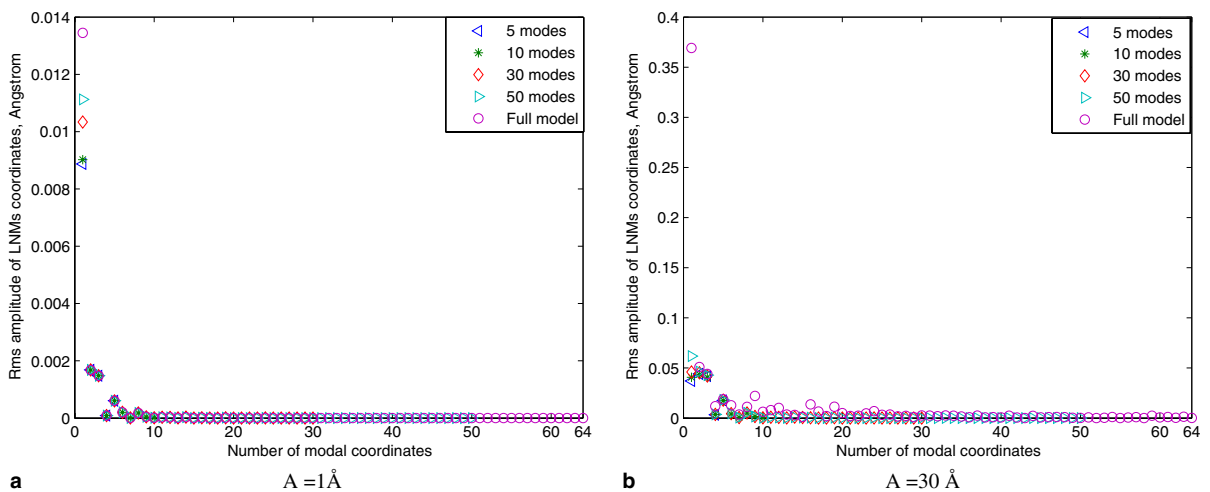 0.014
0.012
0.01
0.008
0.006
0.004
0.002
0
Rms amplitude of LNMs coordinates, Angstrom
0 10 20 30 40 50 60 64
Number of modal coordinates
5 modes
10 modes
30 modes
50 modes
Full model
a A =1Å
0.4
0.35
0.3
0.25
0.2
0.15
0.1
0.05
0
Rms amplitude of LNMs coordinates, Angstrom
0 10 20 30 40 50 60 64
Number of modal coordinates
5 modes
10 modes
30 modes
50 modes
Full model
b A =30 Å